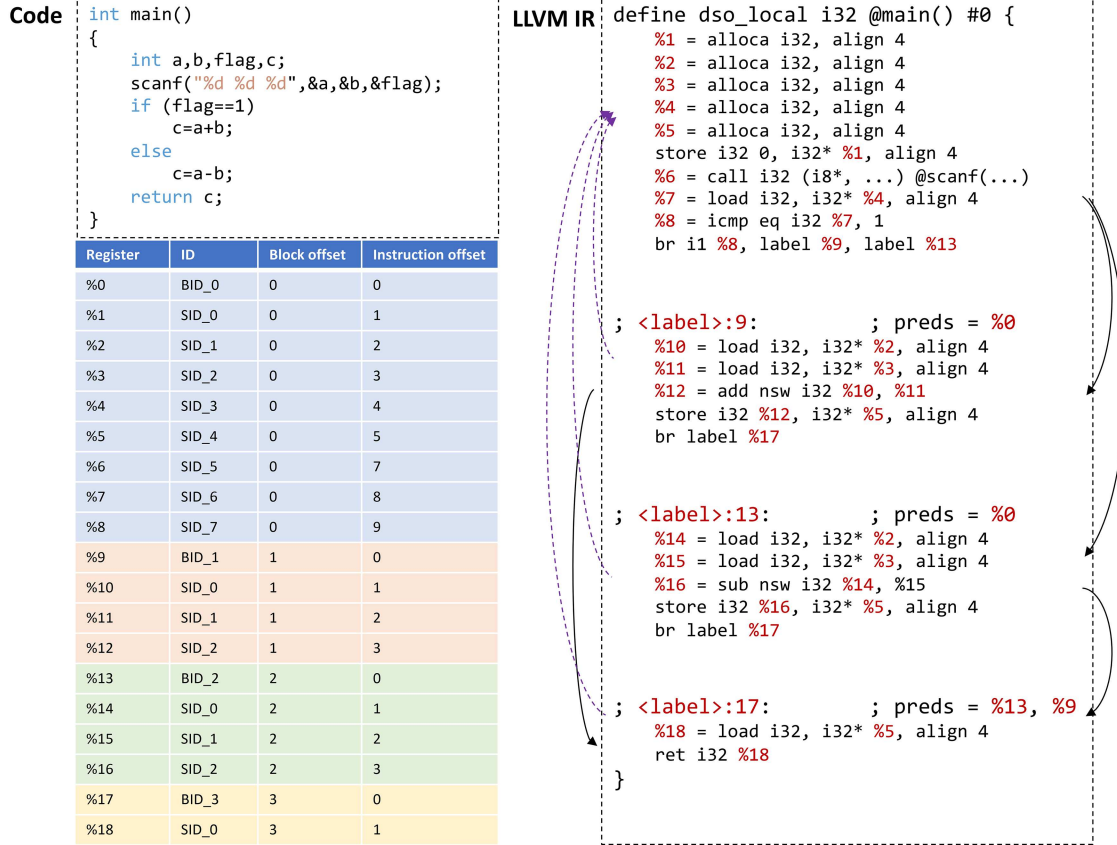 Code
int main()
{
int a,b,flag,c;
scanf("%d %d %d",&a,&b,&flag);
if (flag==1)
c=a+b;
else
c=a-b;
return c;
}
Register ID Block offset Instruction offset
%0 BID_0 0 0
%1 SID_0 0 1
%2 SID_1 0 2
%3 SID_2 0 3
%4 SID_3 0 4
%5 SID_4 0 5
%6 SID_5 0 7
%7 SID_6 0 8
%8 SID_7 0 9
%9 BID_1 1 0
%10 SID_0 1 1
%11 SID_1 1 2
%12 SID_2 1 3
%13 BID_2 2 0
%14 SID_0 2 1
%15 SID_1 2 2
%16 SID_2 2 3
%17 BID_3 3 0
%18 SID_0 3 1
LLVM IR
define dso_local i32 @main() #0 {
%1 = alloca i32, align 4
%2 = alloca i32, align 4
%3 = alloca i32, align 4
%4 = alloca i32, align 4
%5 = alloca i32, align 4
store i32 0, i32* %1, align 4
%6 = call i32 (i8*, ...) @scanf(...)
%7 = load i32, i32* %4, align 4
%8 = icmp eq i32 %7, 1
br i1 %8, label %9, label %13
; <label>:9: ; preds = %0
%10 = load i32, i32* %2, align 4
%11 = load i32, i32* %3, align 4
%12 = add nsw i32 %10, %11
store i32 %12, i32* %5, align 4
br label %17
; <label>:13: ; preds = %0
%14 = load i32, i32* %2, align 4
%15 = load i32, i32* %3, align 4
%16 = sub nsw i32 %14, %15
store i32 %16, i32* %5, align 4
br label %17
; <label>:17: ; preds = %13, %9
%18 = load i32, i32* %5, align 4
ret i32 %18
}